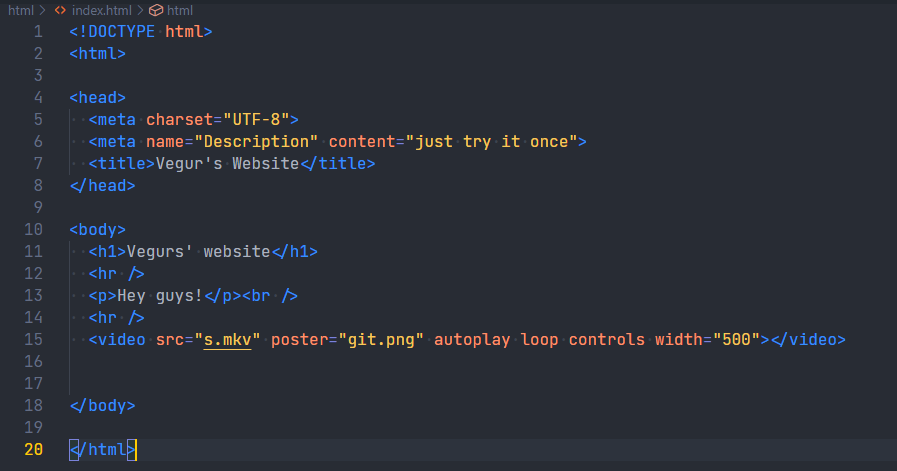 html > index.html > html
1 <!DOCTYPE html>
2 <html>
3
4 <head>
5   <meta charset="UTF-8">
6   <meta name="Description" content="just try it once">
7   <title>Vegur's Website</title>
8 </head>
9
10 <body>
11   <h1>Vegurs' website</h1>
12   <hr />
13   <p>Hey guys!</p><br />
14   <hr />
15   <video src="s.mkv" poster="git.png" autoplay loop controls width="500"></video>
16
17
18 </body>
19
20 </html>